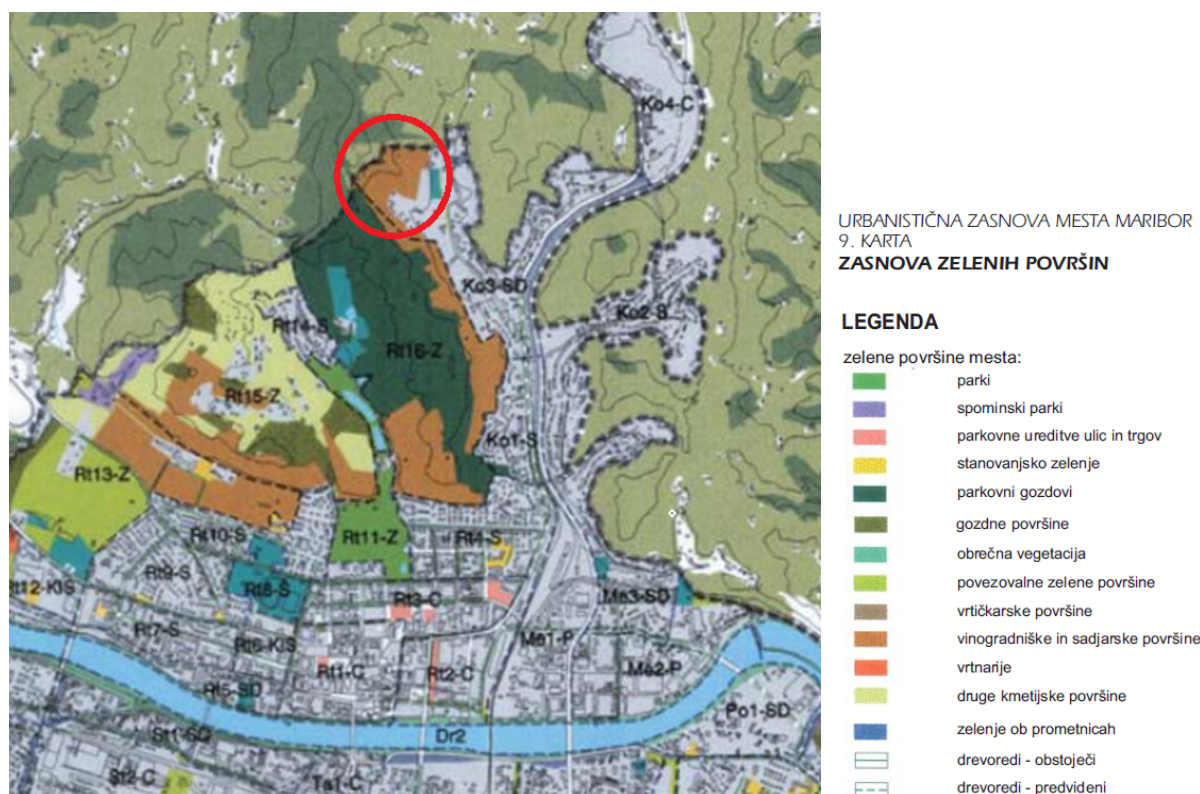 Ko4-C
Ko3-SD
Ko2-S
Rt14-S
Rt16-Z
Rt15-Z
Ko1-S
Rt13-Z
Rt10-S
Rt11-Z
Rt4-S
Rt9-S
Rt12-KIS
Rt8-S
Rt3-C
Me3-SD
Rt7-S
Rt6-KIS
Me1-P
Rt1-C
Rt2-C
Me2-P
Rt5-SD
Po1-SD
St1-SD
Dr2
St2-C
Ta1-C
URBANISTIČNA ZASNOVA MESTA MARIBOR
9. KARTA
ZASNOVA ZELENIH POVRŠIN
LEGENDA
zelene površine mesta:
parki
spominski parki
parkovne ureditve ulic in trgov
stanovanjsko zelenje
parkovni gozdovi
gozdne površine
obrečna vegetacija
povezovalne zelene površine
vrtičkarske površine
vinogradniške in sadjarske površine
vrtnarije
druge kmetijske površine
zelenje ob prometnicah
drevoredi - obstoječi
drevoredi - predvideni